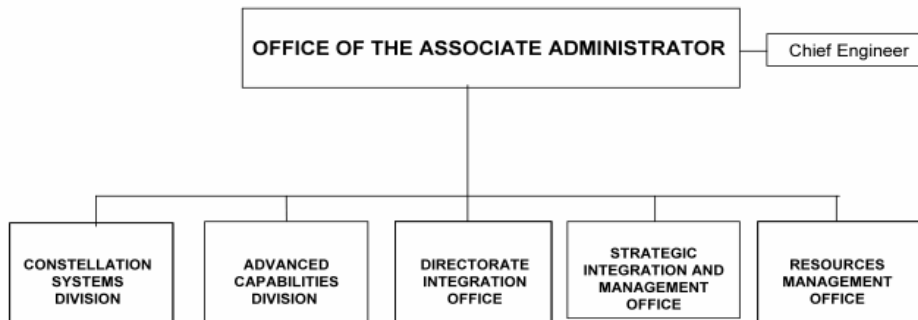 OFFICE OF THE ASSOCIATE ADMINISTRATOR
Chief Engineer
CONSTELLATION
SYSTEMS
DIVISION
ADVANCED
CAPABILITIES
DIVISION
DIRECTORATE
INTEGRATION
OFFICE
STRATEGIC
INTEGRATION AND
MANAGEMENT
OFFICE
RESOURCES
MANAGEMENT
OFFICE